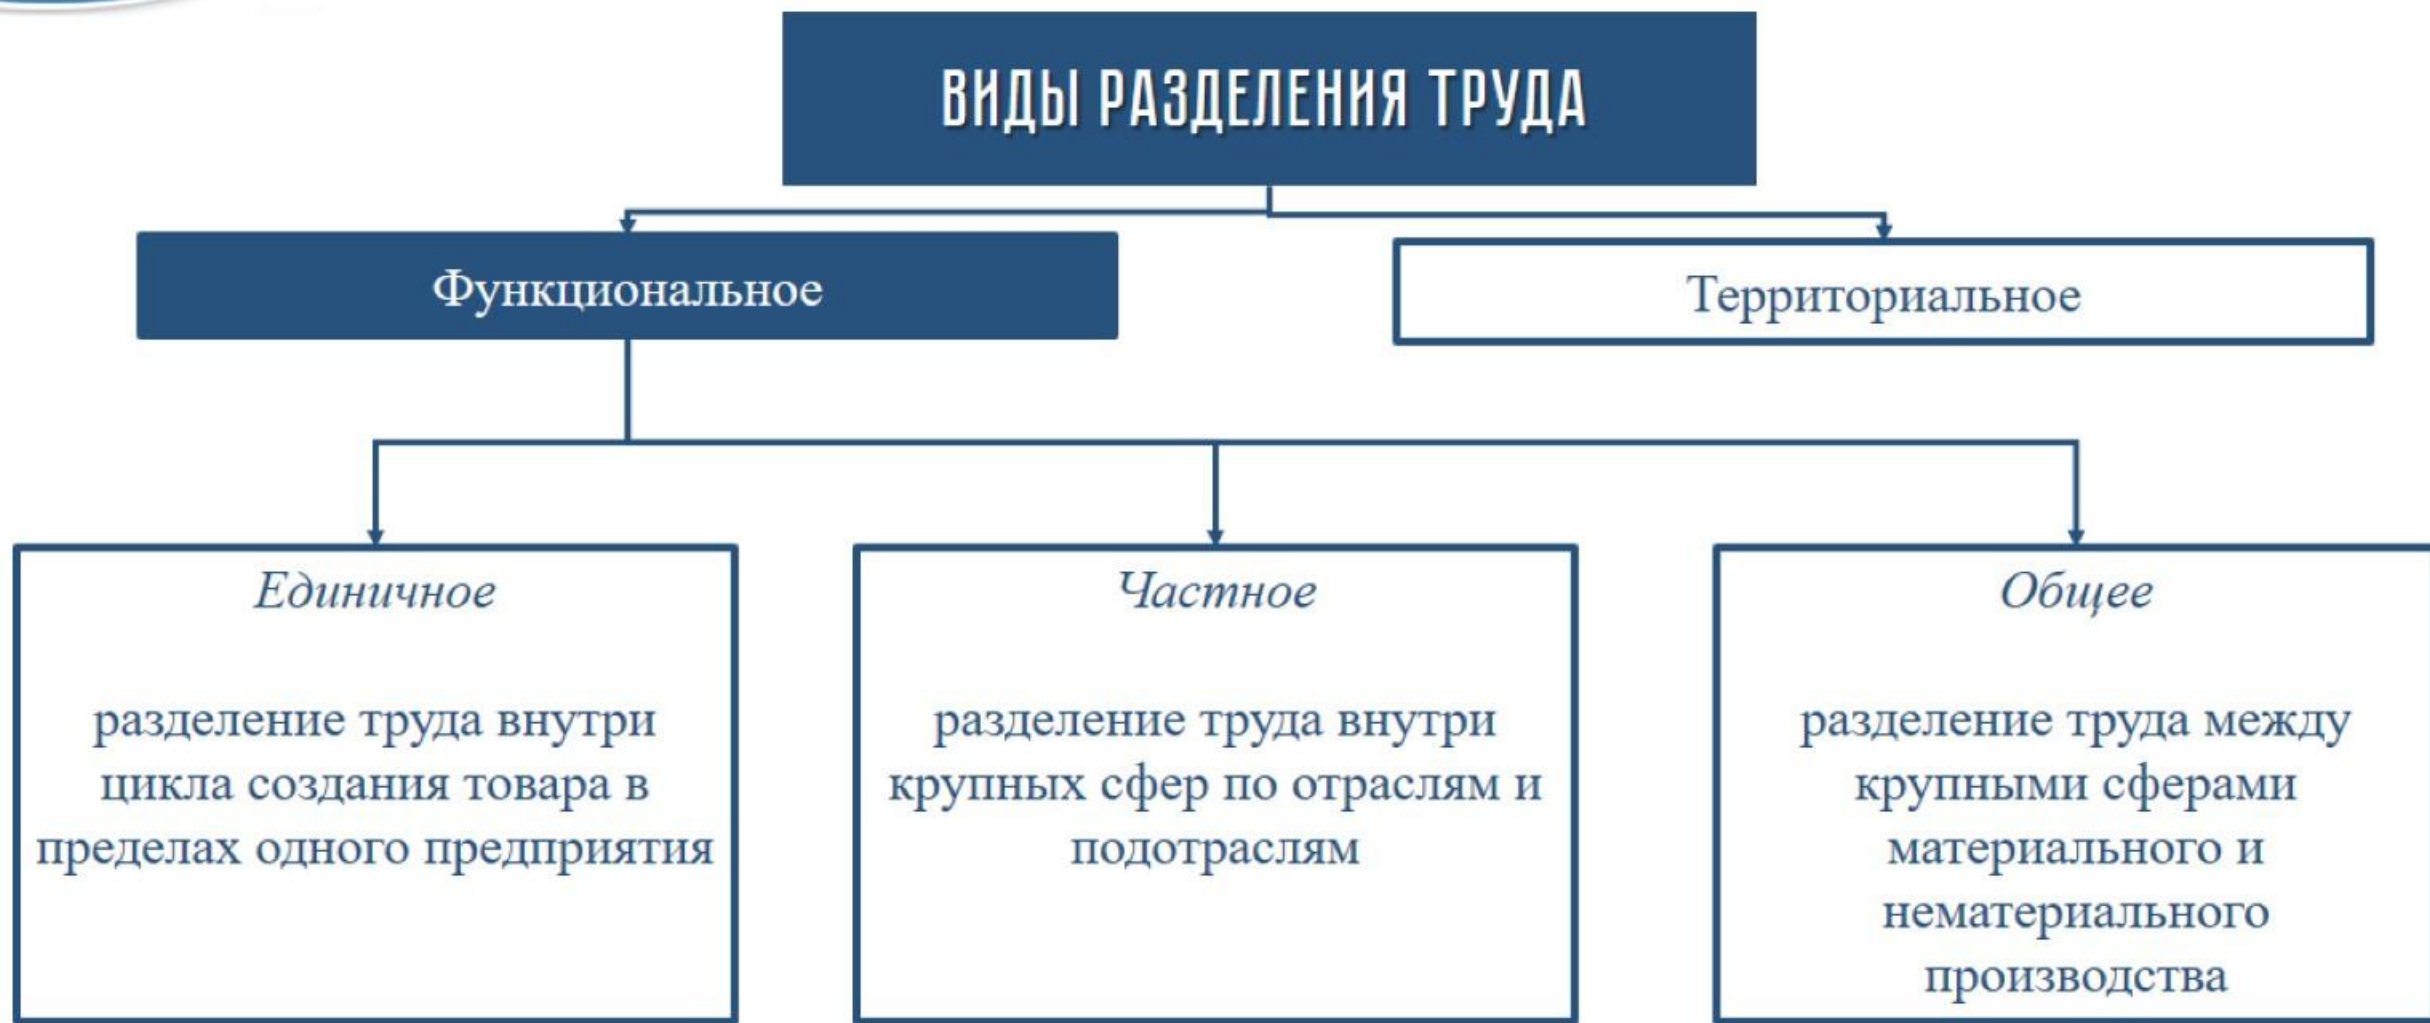 ВИДЫ РАЗДЕЛЕНИЯ ТРУДА
Функциональное
Территориальное
Единичное
разделение труда внутри
цикла создания товара в
пределах одного предприятия
Частное
разделение труда внутри
крупных сфер по отраслям и
подотраслям
Общее
разделение труда между
крупными сферами
материального и
нематериального
производства